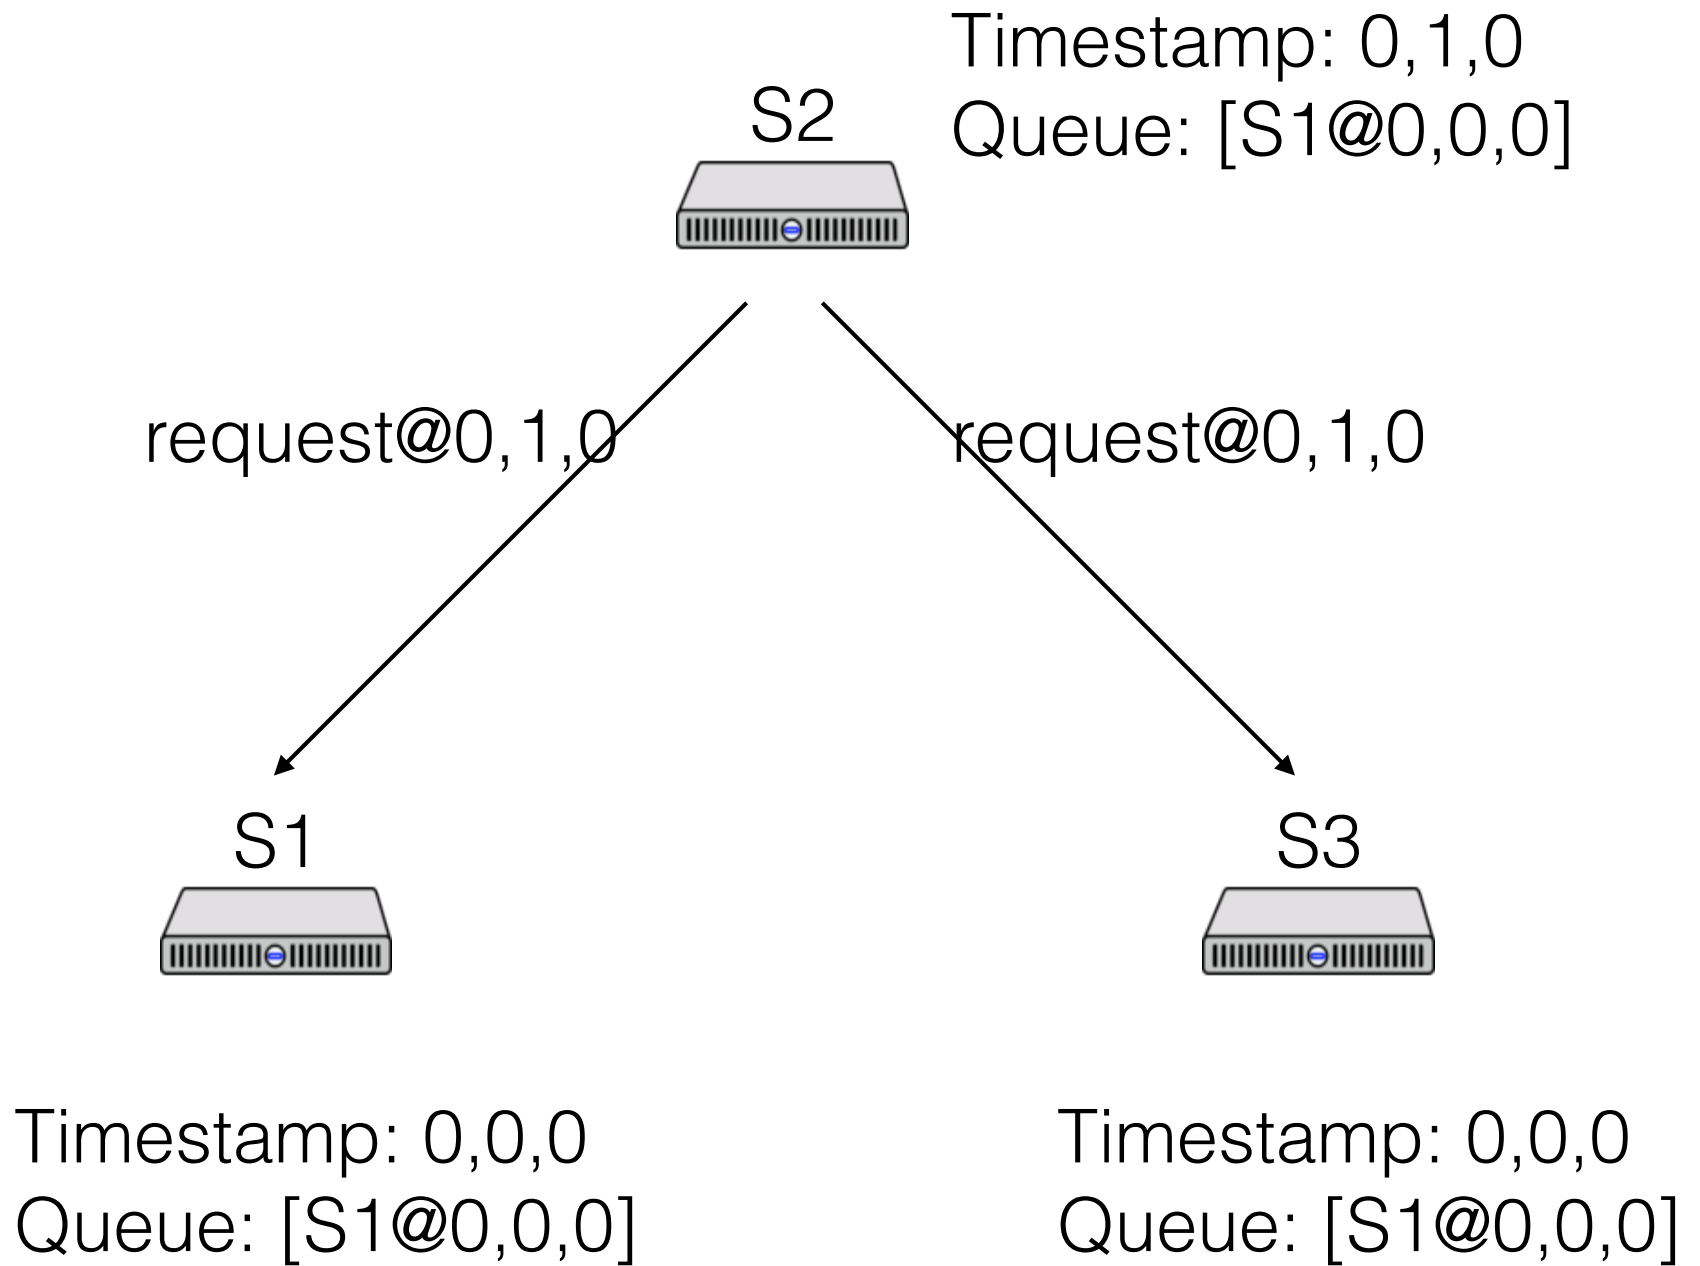 Timestamp: 0,1,0
Queue: [S1@0,0,0]
S2
request@0,1,0
request@0,1,0
S1
S3
Timestamp: 0,0,0
Queue: [S1@0,0,0]
Timestamp: 0,0,0
Queue: [S1@0,0,0]